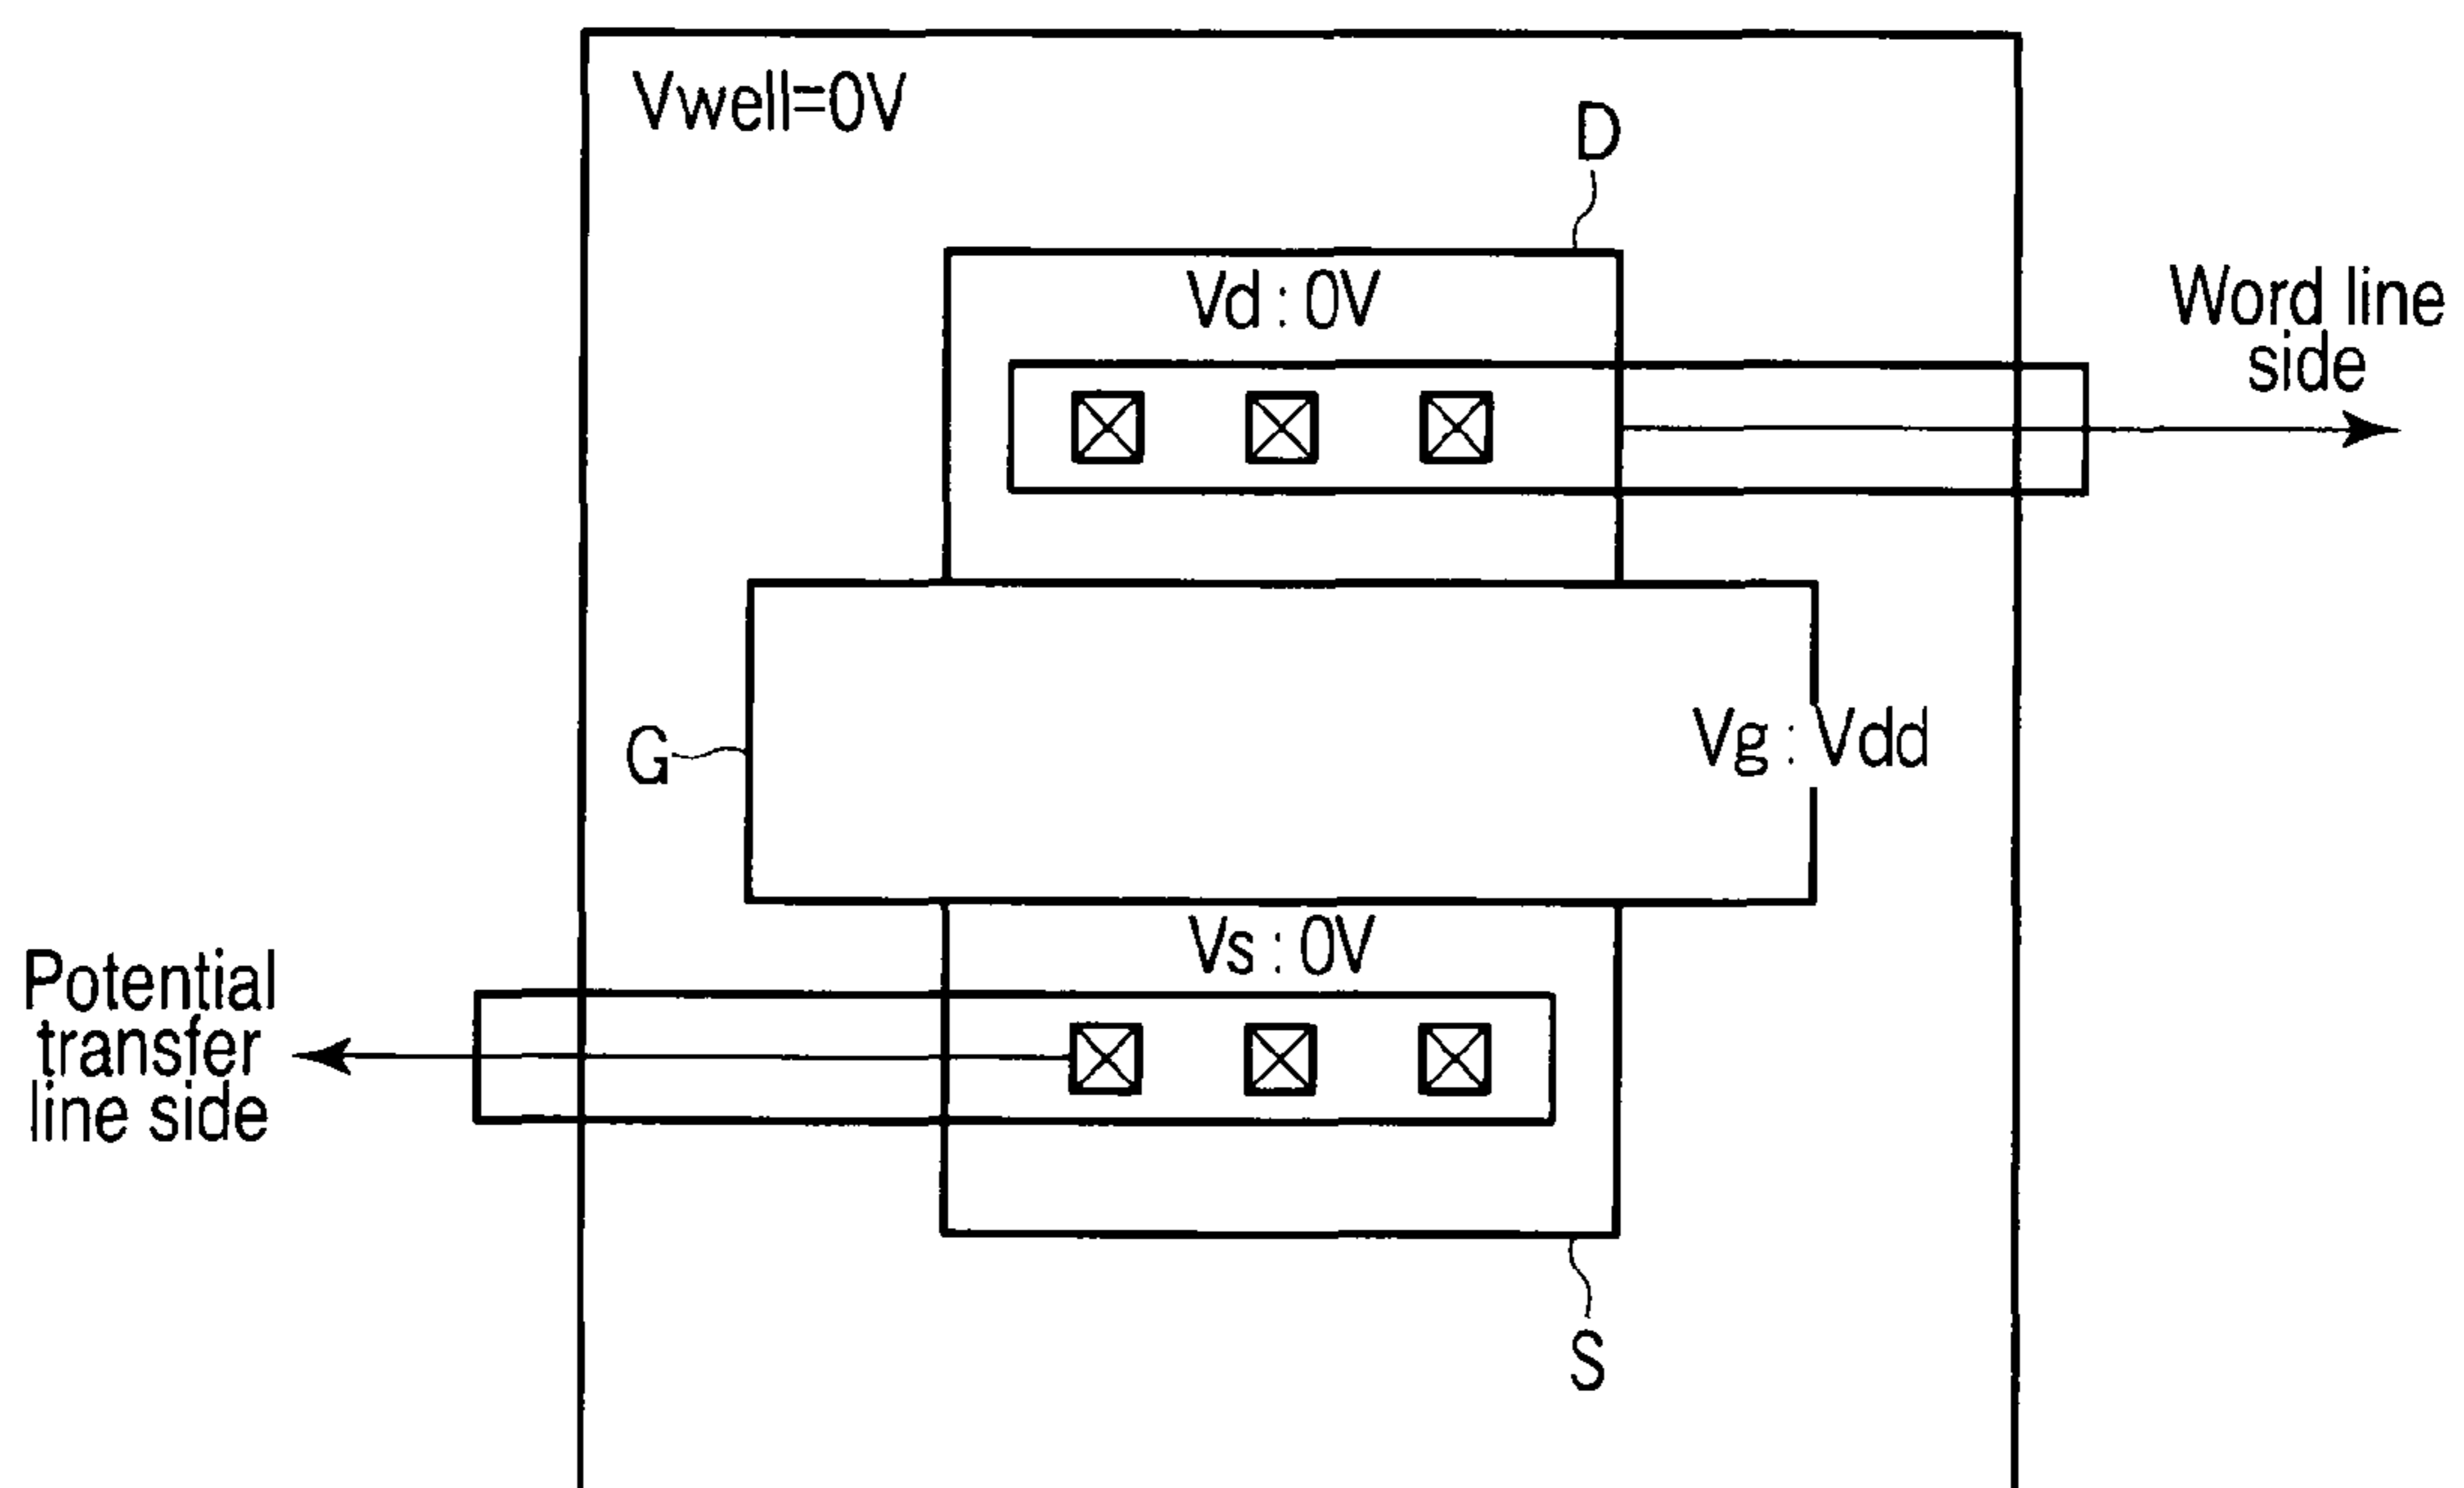 Vwell=0V
D
Vd : 0V
Word line
side
G
Vg : Vdd
Vs : 0V
Potential
transfer
line side
S